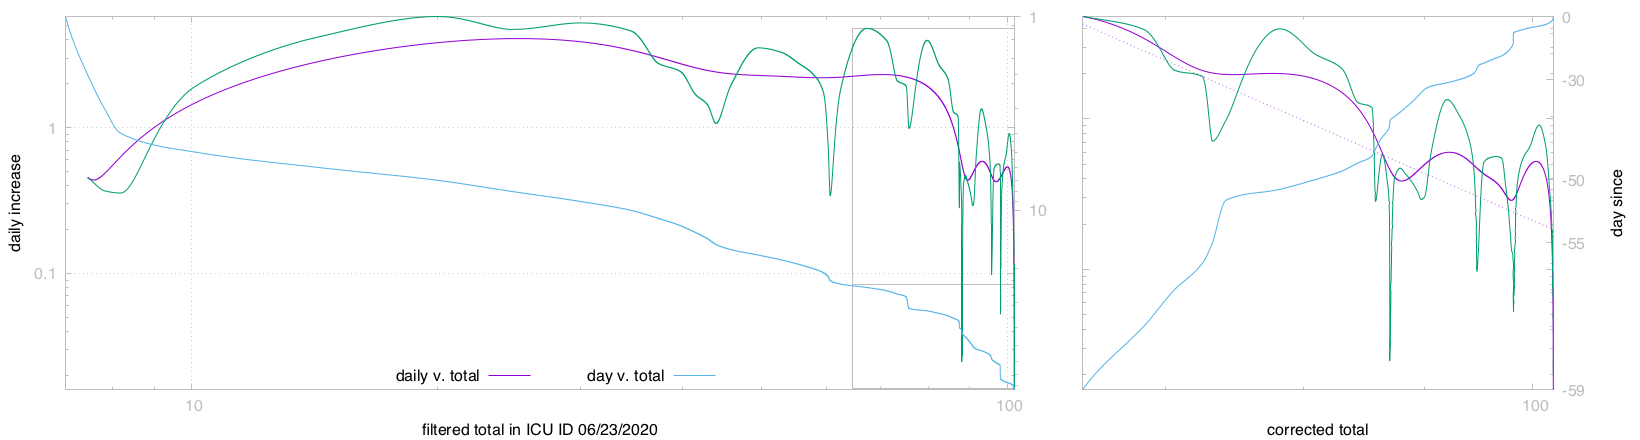 daily increase
1
0.1
10
100
1
10
daily v. total
day v. total
filtered total in ICU ID 06/23/2020
0
-30
-50
-55
-59
100
day since
corrected total